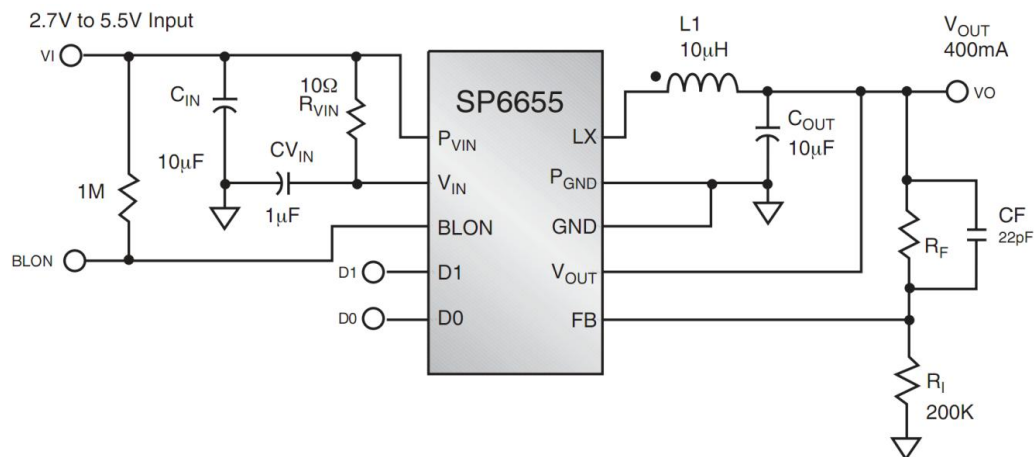 2.7V to 5.5V Input
VI
C_IN
10μF
10Ω
R_VIN
CV_IN
1μF
1M
BLON
D1
D0
SP6655
P_VIN
V_IN
BLON
D1
D0
LX
P_GND
GND
V_OUT
FB
L1
10μH
C_OUT
10μF
V_OUT
400mA
VO
R_F
CF
22pF
R_I
200K